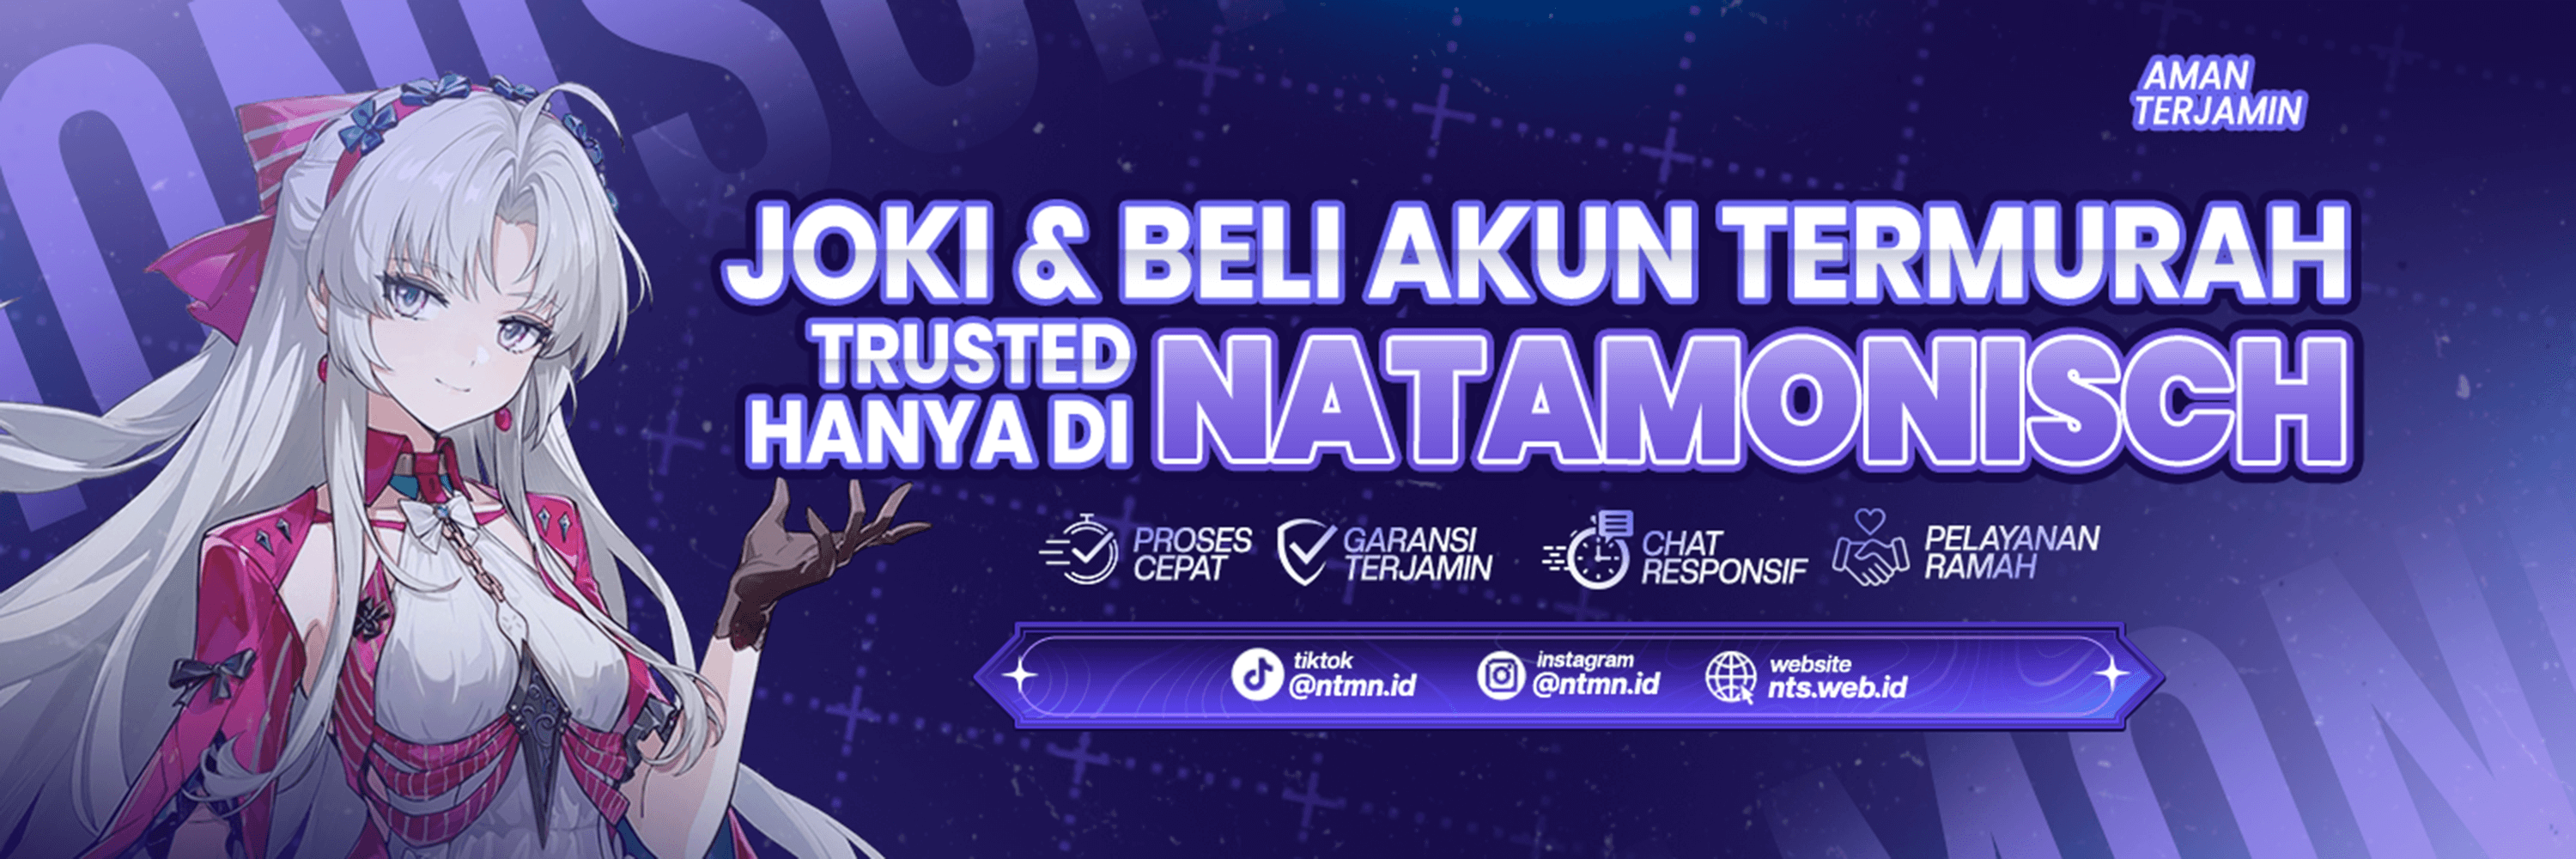 AMAN
TERJAMIN
JOKI & BELI AKUN TERMURAH
TRUSTED
HANYA DI NATAMONISCH
PROSES
CEPAT
GARANSI
TERJAMIN
CHAT
RESPONSIF
PELAYANAN
RAMAH
tiktok
@ntmn.id
instagram
@ntmn.id
website
nts.web.id